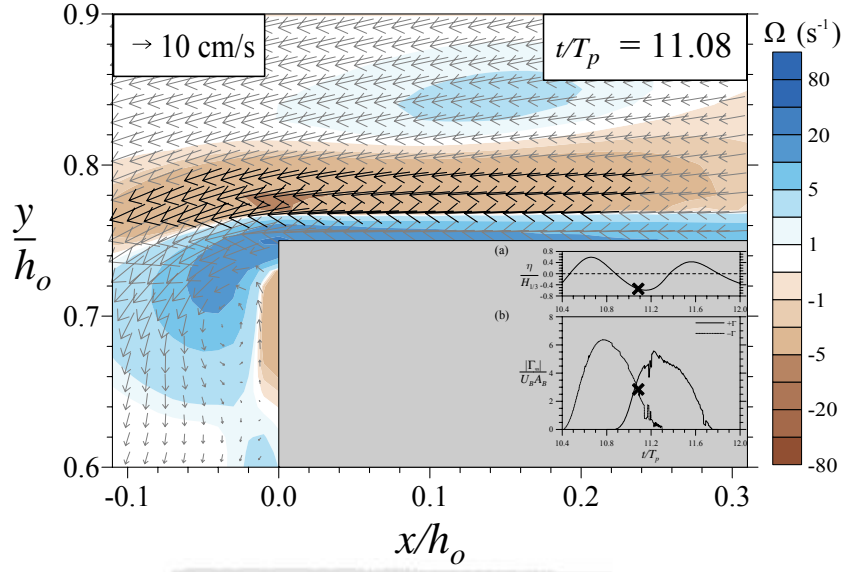 → 10 cm/s
t/Tp = 11.08
Ω (s⁻¹)
80
20
5
1
-1
-5
-20
-80
0.9
0.8
0.7
0.6
y/hₒ
-0.1 0.0 0.1 0.2 0.3
x/hₒ
(a)
η/H1/3
0.8
0.4
0.0
-0.4
-0.8
10.4 10.8 11.2 11.6 12.0
(b)
+Γ
−Γ
8
6
4
2
0
10.4 10.8 11.2 11.6 12.0
t/Tp